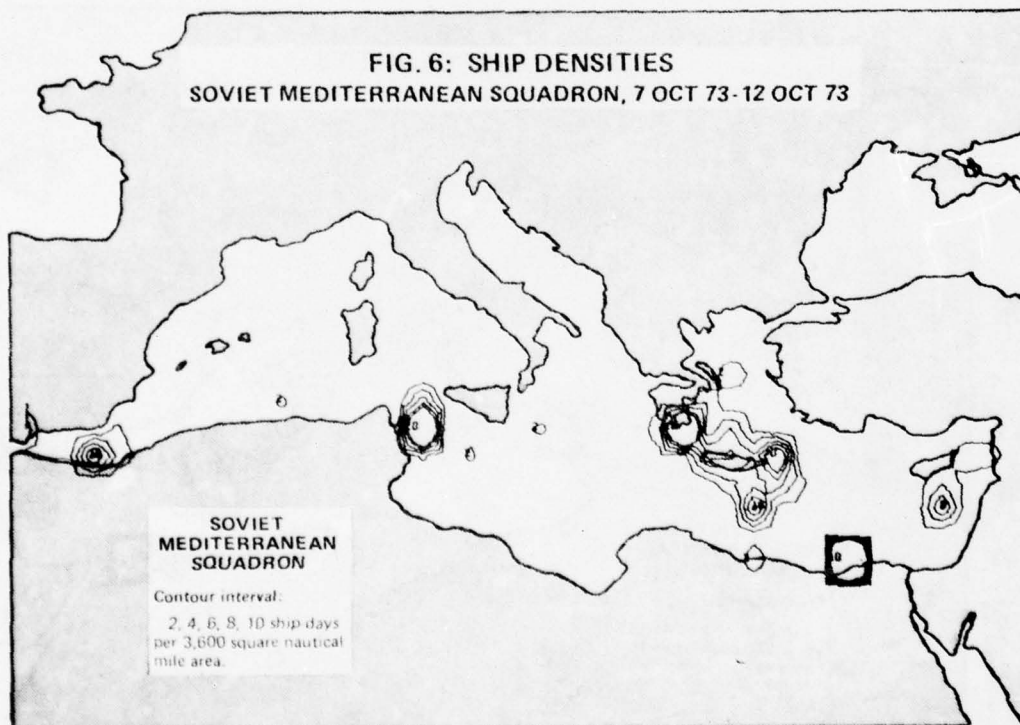 FIG. 6: SHIP DENSITIES
SOVIET MEDITERRANEAN SQUADRON, 7 OCT 73-12 OCT 73
SOVIET
MEDITERRANEAN
SQUADRON
Contour interval:
2, 4, 6, 8, 10 ship days
per 3,600 square nautical
mile area.